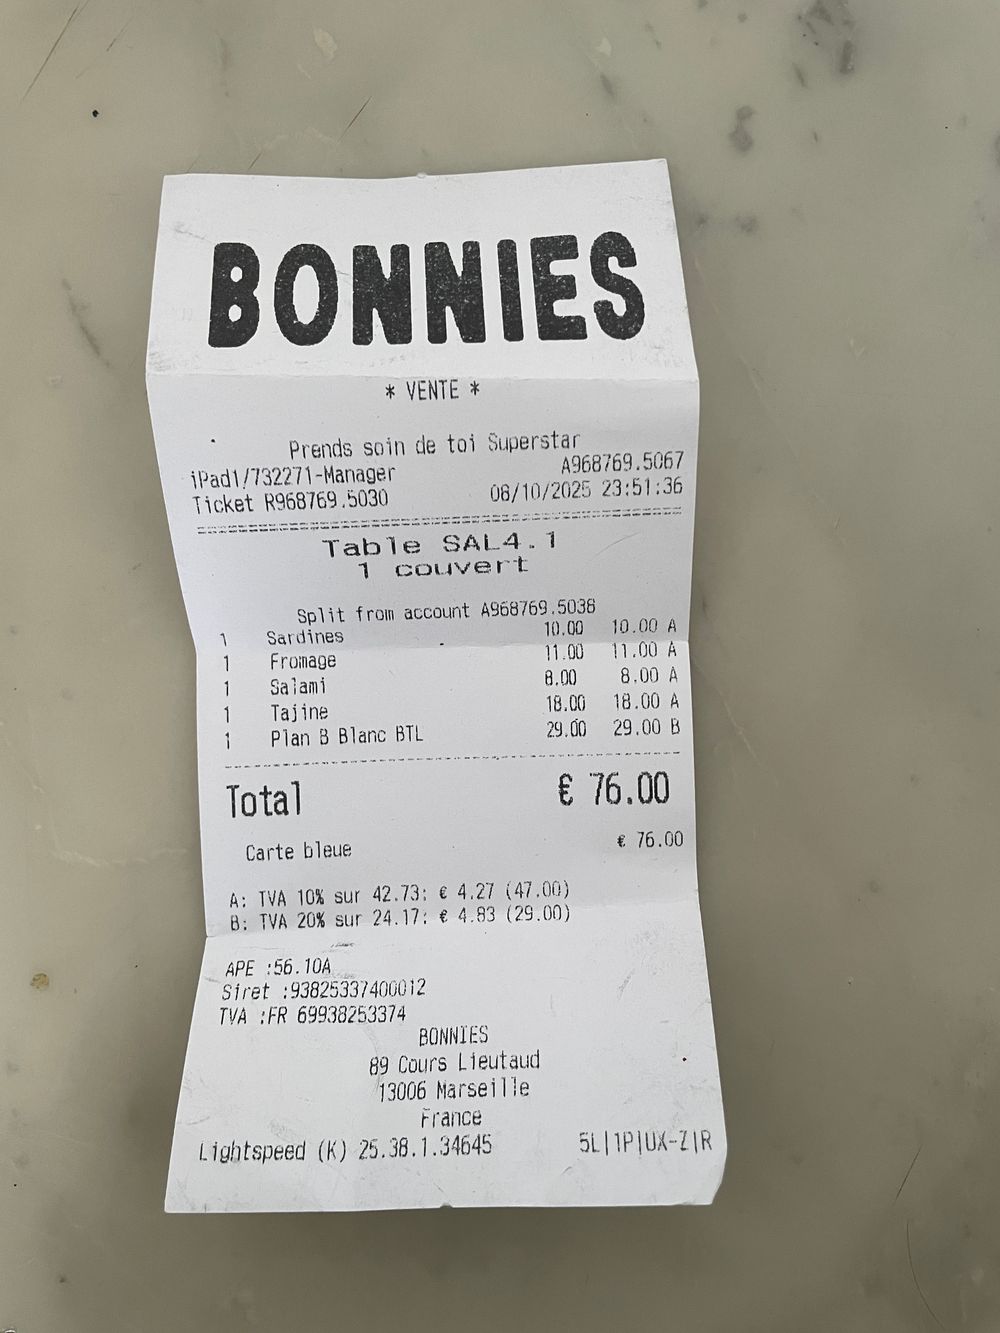 BONNIES
* VENTE *
Prends soin de toi Superstar
iPad1/732271-Manager A968769.5067
Ticket R968769.5030 08/10/2025 23:51:36
Table SAL4.1
1 couvert
Split from account A968769.5038
1 Sardines 10.00 10.00 A
1 Fromage 11.00 11.00 A
1 Salami 8.00 8.00 A
1 Tajine 18.00 18.00 A
1 Plan B Blanc BTL 29.00 29.00 B
Total € 76.00
Carte bleue € 76.00
A: TVA 10% sur 42.73: € 4.27 (47.00)
B: TVA 20% sur 24.17: € 4.83 (29.00)
APE :56.10A
Siret :93825337400012
TVA :FR 69938253374
BONNIES
89 Cours Lieutaud
13006 Marseille
France
Lightspeed (K) 25.38.1.34645 5L|1P|UX-Z|R